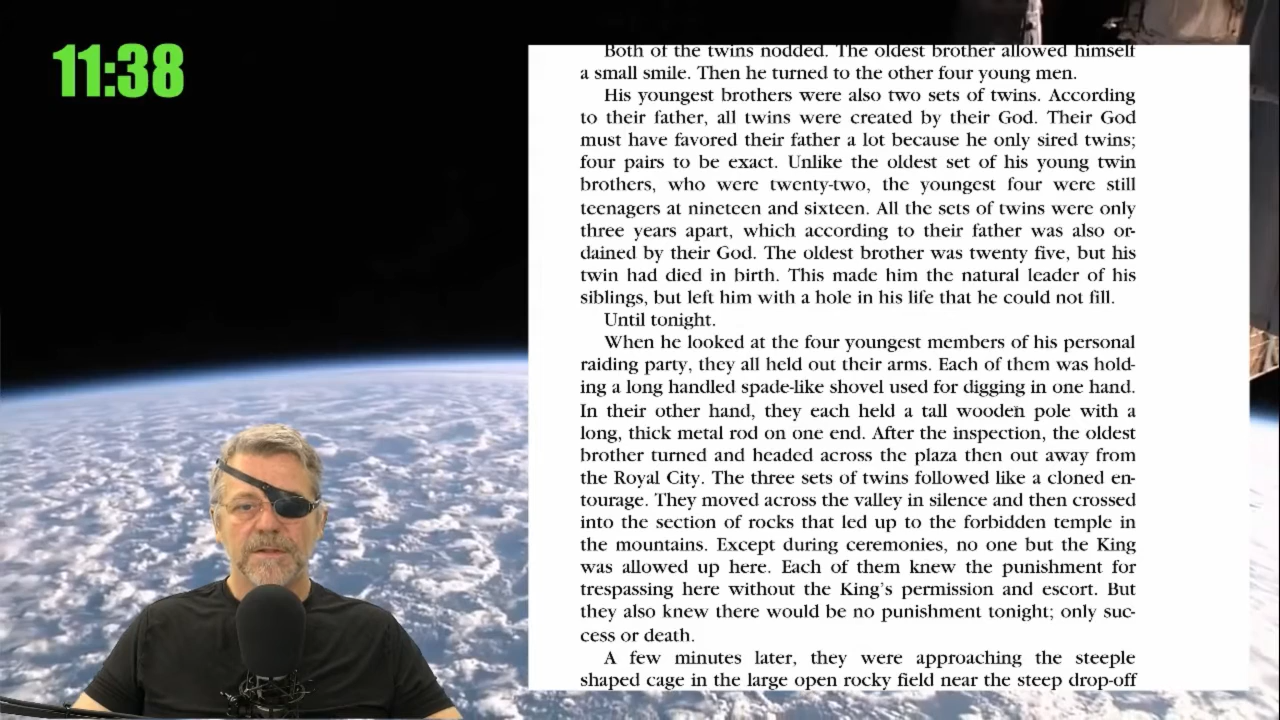 11:38
Both of the twins nodded. The oldest brother allowed himself
a small smile. Then he turned to the other four young men.
His youngest brothers were also two sets of twins. According
to their father, all twins were created by their God. Their God
must have favored their father a lot because he only sired twins;
four pairs to be exact. Unlike the oldest set of his young twin
brothers, who were twenty-two, the youngest four were still
teenagers at nineteen and sixteen. All the sets of twins were only
three years apart, which according to their father was also or-
dained by their God. The oldest brother was twenty five, but his
twin had died in birth. This made him the natural leader of his
siblings, but left him with a hole in his life that he could not fill.
Until tonight.
When he looked at the four youngest members of his personal
raiding party, they all held out their arms. Each of them was hold-
ing a long handled spade-like shovel used for digging in one hand.
In their other hand, they each held a tall wooden pole with a
long, thick metal rod on one end. After the inspection, the oldest
brother turned and headed across the plaza then out away from
the Royal City. The three sets of twins followed like a cloned en-
tourage. They moved across the valley in silence and then crossed
into the section of rocks that led up to the forbidden temple in
the mountains. Except during ceremonies, no one but the King
was allowed up here. Each of them knew the punishment for
trespassing here without the King's permission and escort. But
they also knew there would be no punishment tonight; only suc-
cess or death.
A few minutes later, they were approaching the steeple
shaped cage in the large open rocky field near the steep drop-off